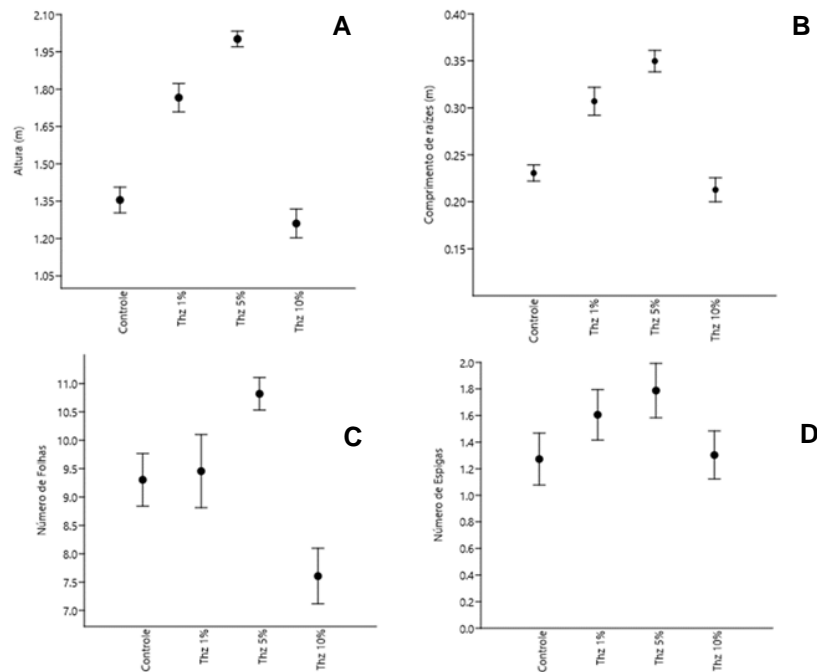 A
Altura (m)
2.10
1.95
1.80
1.65
1.50
1.35
1.20
1.05
Controle
Thz 1%
Thz 5%
Thz 10%
B
Comprimento de raízes (m)
0.40
0.35
0.30
0.25
0.20
0.15
Controle
Thz 1%
Thz 5%
Thz 10%
C
Número de Folhas
11.0
10.5
10.0
9.5
9.0
8.5
8.0
7.5
7.0
Controle
Thz 1%
Thz 5%
Thz 10%
D
Número de Espigas
2.0
1.8
1.6
1.4
1.2
1.0
0.8
0.6
0.4
0.2
0.0
Controle
Thz 1%
Thz 5%
Thz 10%